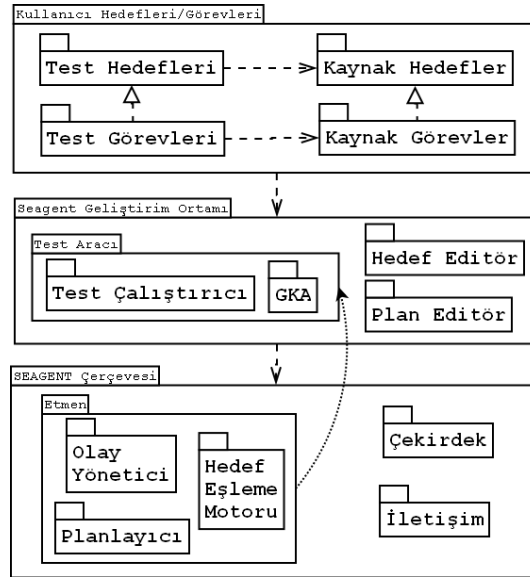 Kullanıcı Hedefleri/Görevleri
Test Hedefleri
Kaynak Hedefler
Test Görevleri
Kaynak Görevler
Seagent Geliştirim Ortamı
Test Aracı
Test Çalıştırıcı
GKA
Hedef Editör
Plan Editör
SEAGENT Çerçevesi
Etmen
Olay
Yönetici
Hedef
Eşleme
Motoru
Planlayıcı
Çekirdek
İletişim